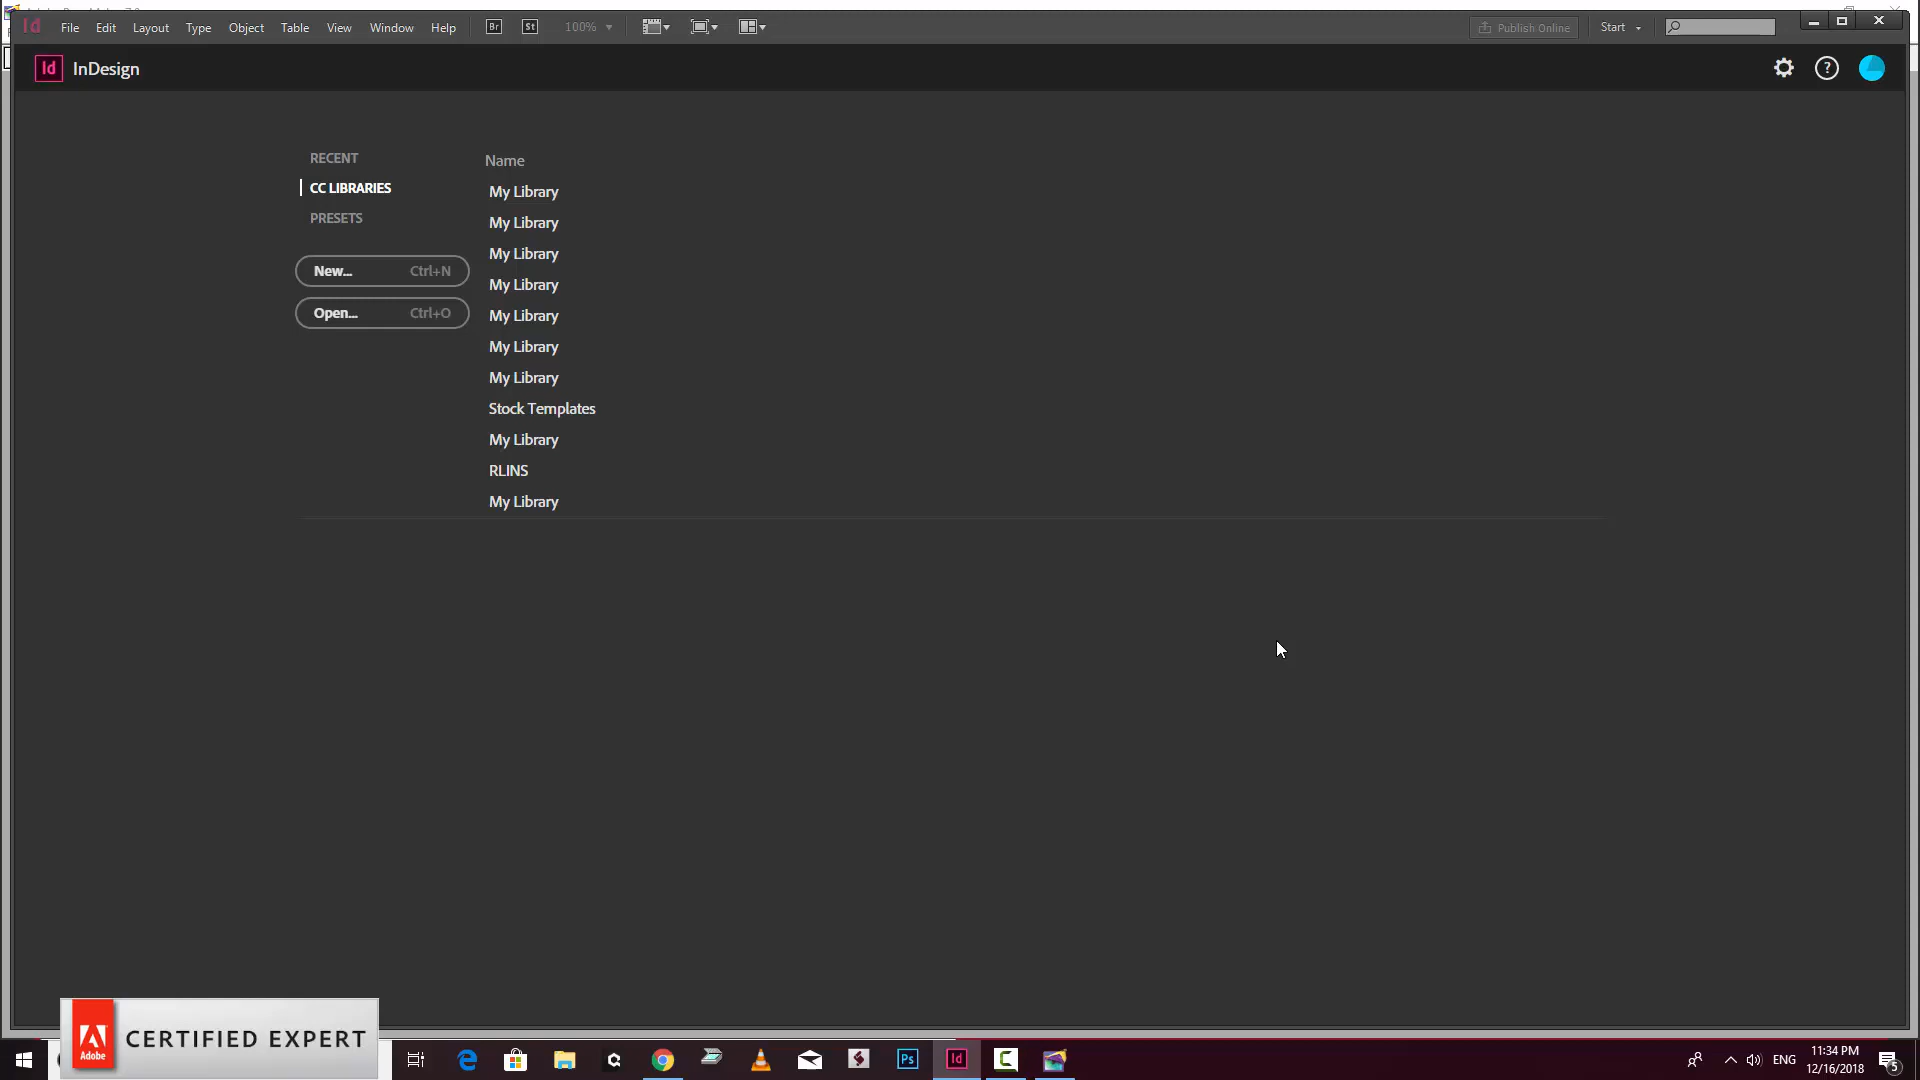 Id File Edit Layout Type Object Table View Window Help Br St 100% Publish Online Start
Id InDesign
RECENT
CC LIBRARIES
PRESETS
New... Ctrl+N
Open... Ctrl+O
Name
My Library
My Library
My Library
My Library
My Library
My Library
My Library
Stock Templates
My Library
RLINS
My Library
Adobe CERTIFIED EXPERT
Ps Id
ENG
11:34 PM
12/16/2018
5